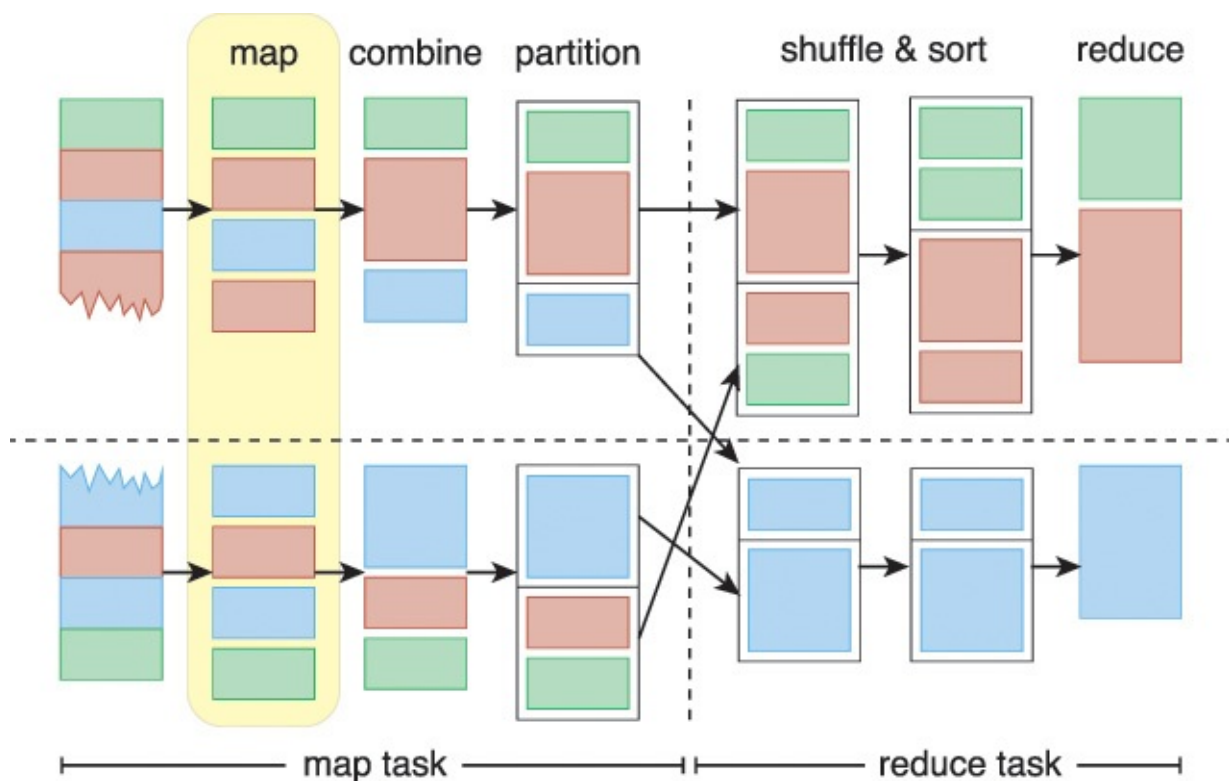 map combine partition shuffle & sort reduce
map task reduce task